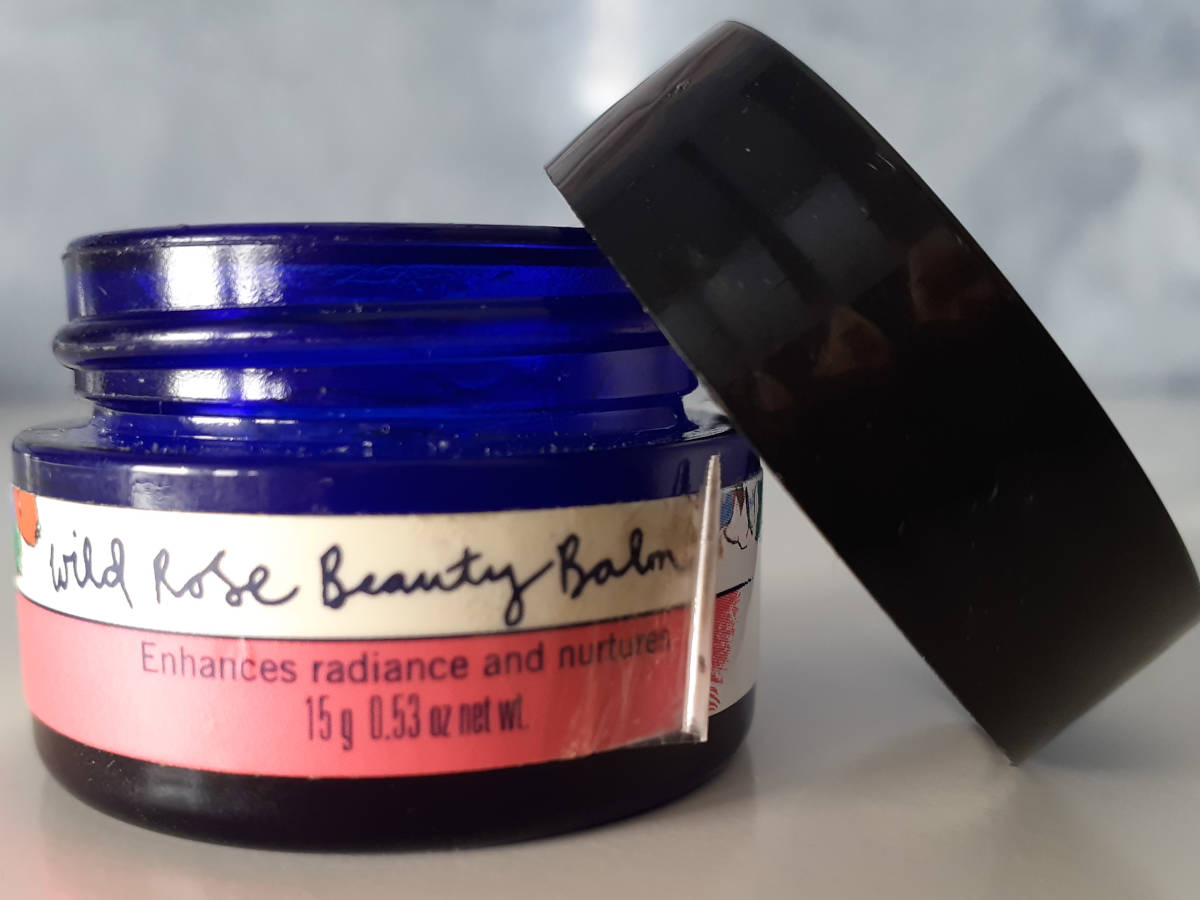 Wild Rose Beauty Balm
Enhances radiance and nurtures
15 g 0.53 oz net wt.